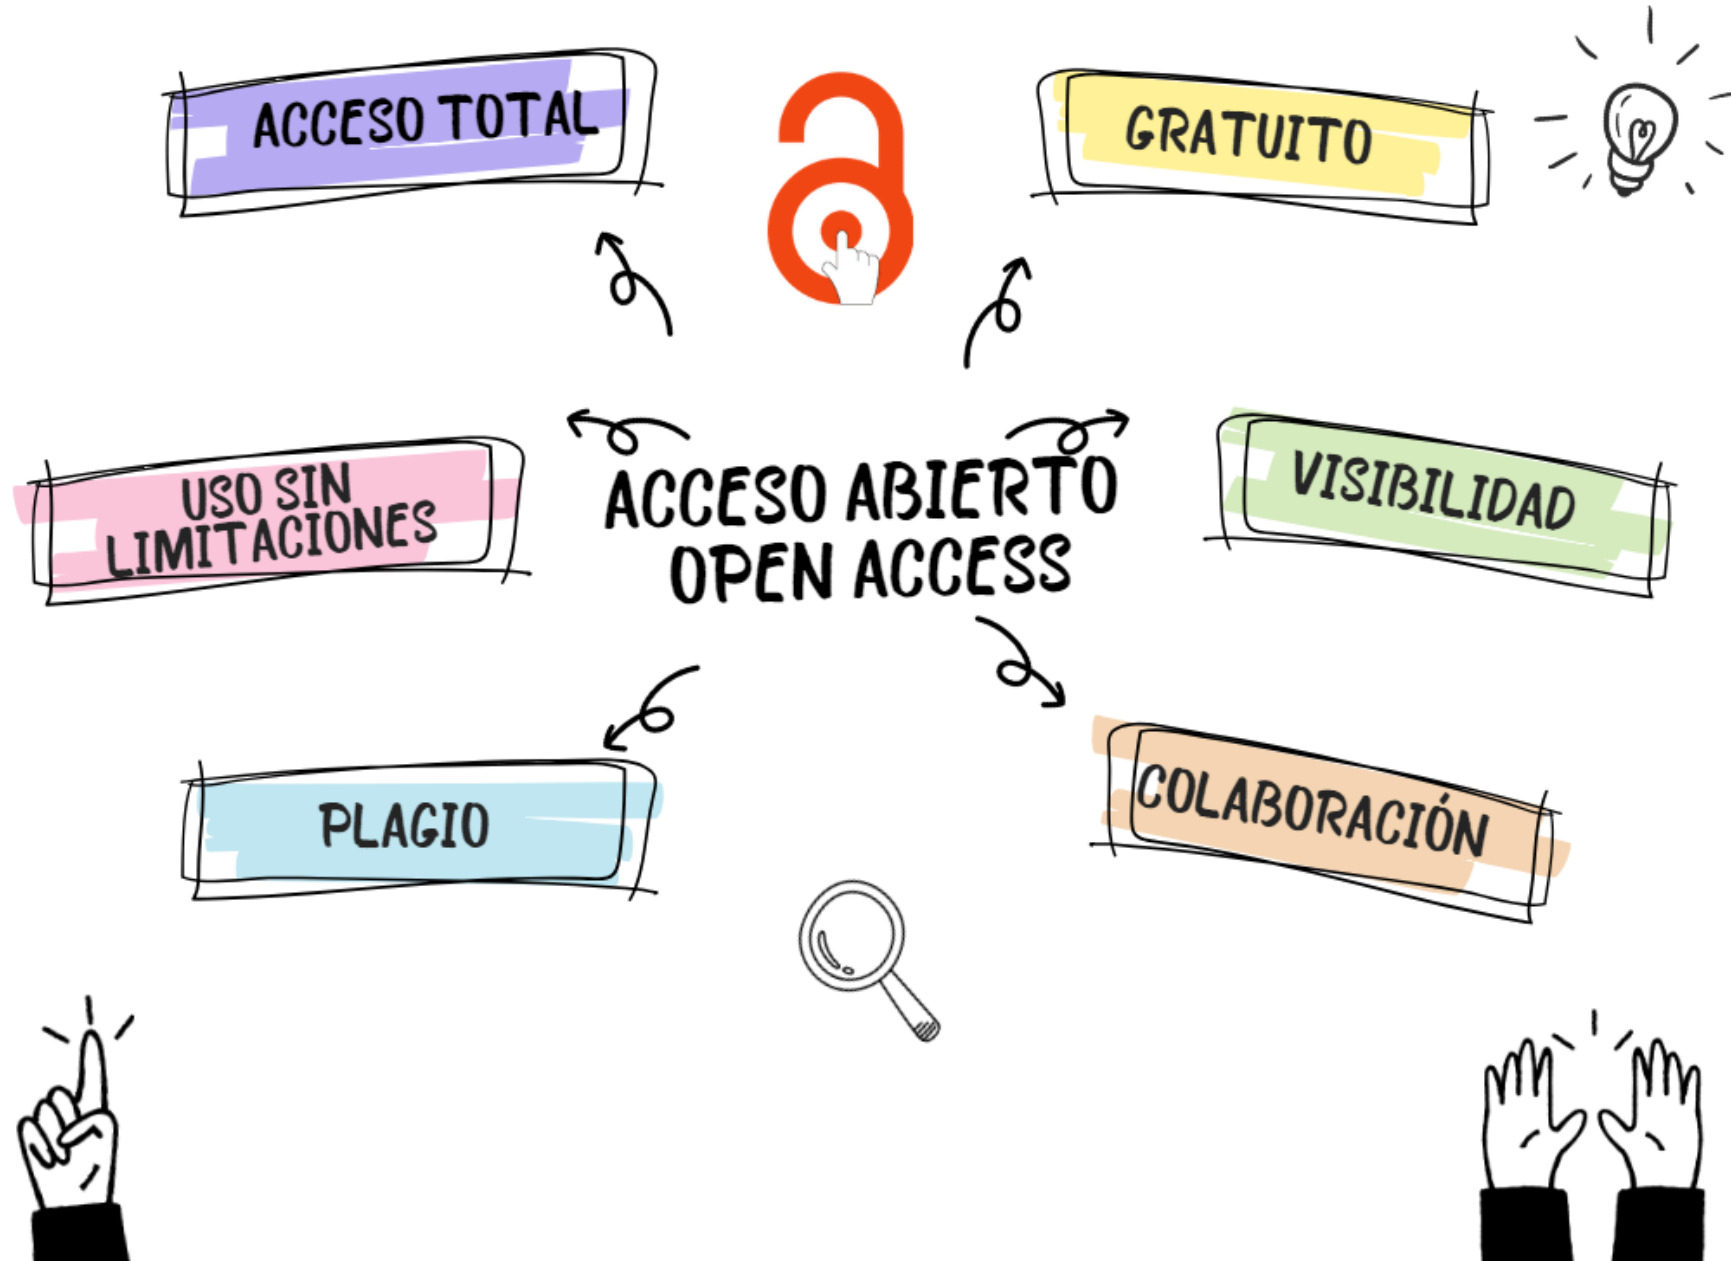 ACCESO TOTAL
GRATUITO
USO SIN
LIMITACIONES
ACCESO ABIERTO
OPEN ACCESS
VISIBILIDAD
PLAGIO
COLABORACIÓN